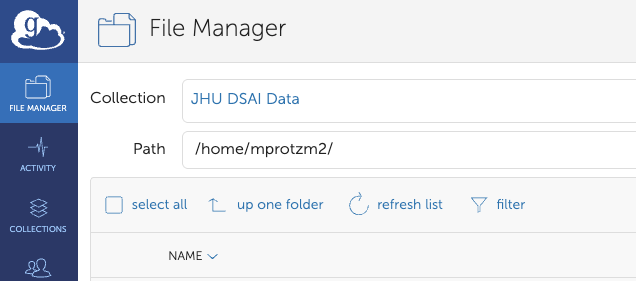 g
File Manager
FILE MANAGER
Collection
JHU DSAI Data
Path
/home/mprotzm2/
ACTIVITY
select all
up one folder
refresh list
filter
COLLECTIONS
NAME